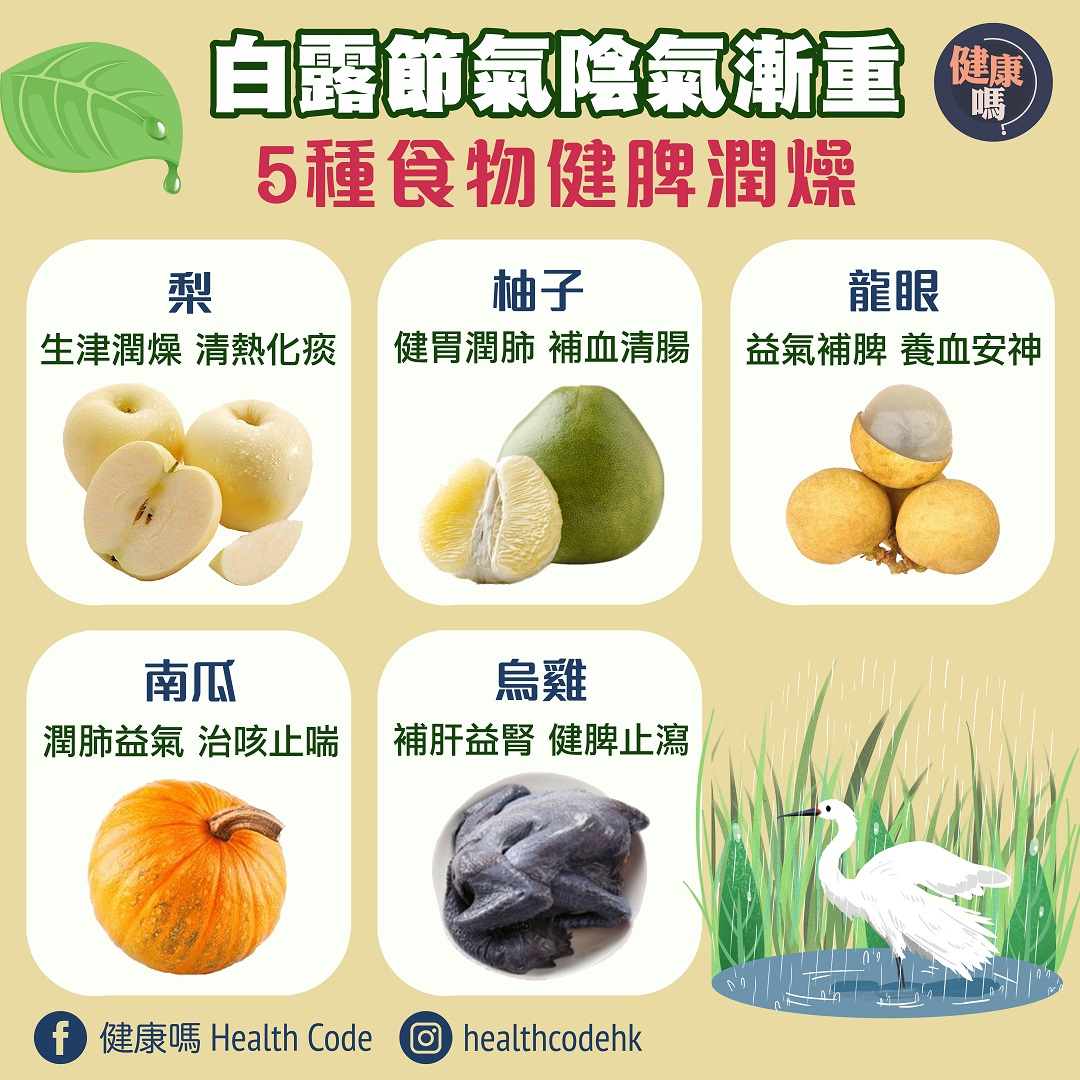 白露節氣陰氣漸重
健康
嗎?
5種食物健脾潤燥
梨
生津潤燥 清熱化痰
柚子
健胃潤肺 補血清腸
龍眼
益氣補脾 養血安神
南瓜
潤肺益氣 治咳止喘
烏雞
補肝益腎 健脾止瀉
健康嗎 Health Code
healthcodehk